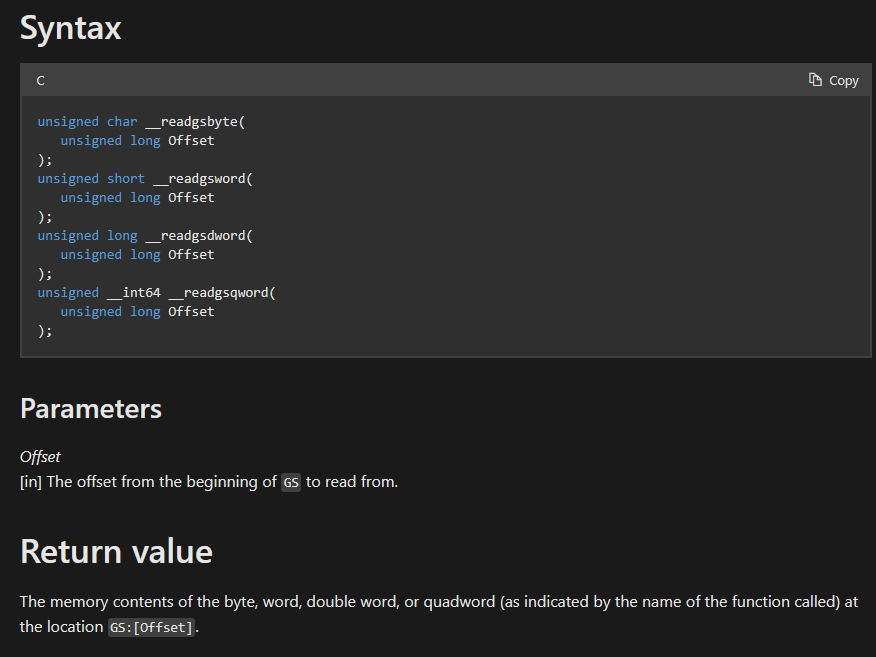 Syntax
C
Copy
unsigned char __readgsbyte(
   unsigned long Offset
);
unsigned short __readgsword(
   unsigned long Offset
);
unsigned long __readgsdword(
   unsigned long Offset
);
unsigned __int64 __readgsqword(
   unsigned long Offset
);
Parameters
Offset
[in] The offset from the beginning of GS to read from.
Return value
The memory contents of the byte, word, double word, or quadword (as indicated by the name of the function called) at
the location GS:[Offset].